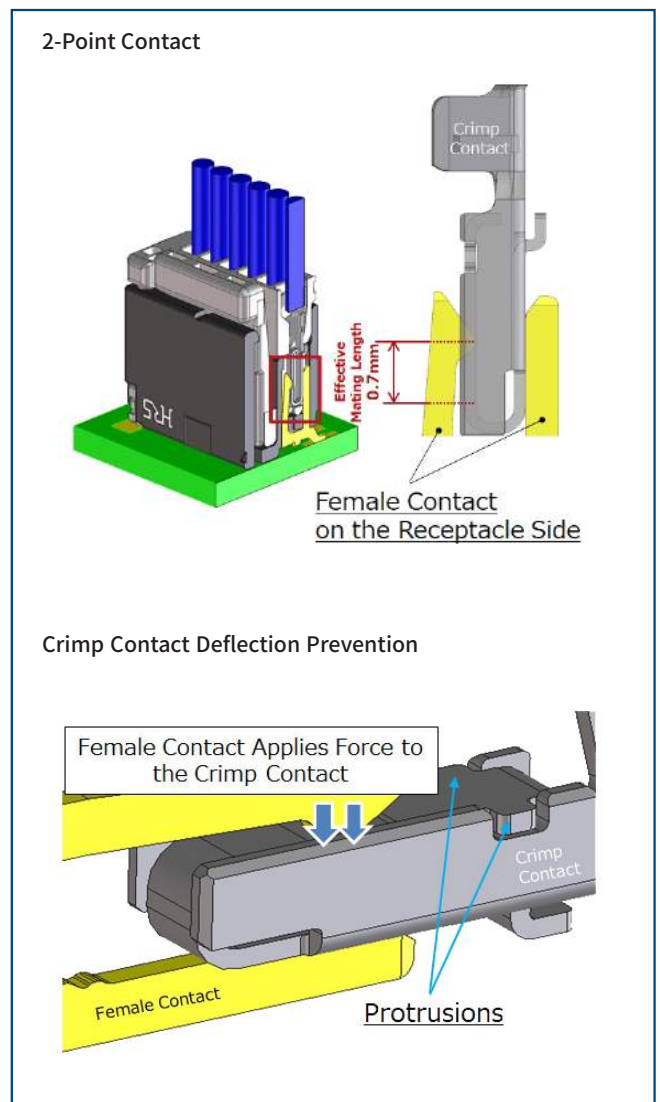 2-Point Contact
Crimp
Contact
Effective
Mating Length
0.7mm
HRS
Female Contact
on the Receptacle Side
Crimp Contact Deflection Prevention
Female Contact Applies Force to
the Crimp Contact
Crimp
Contact
Female Contact
Protrusions